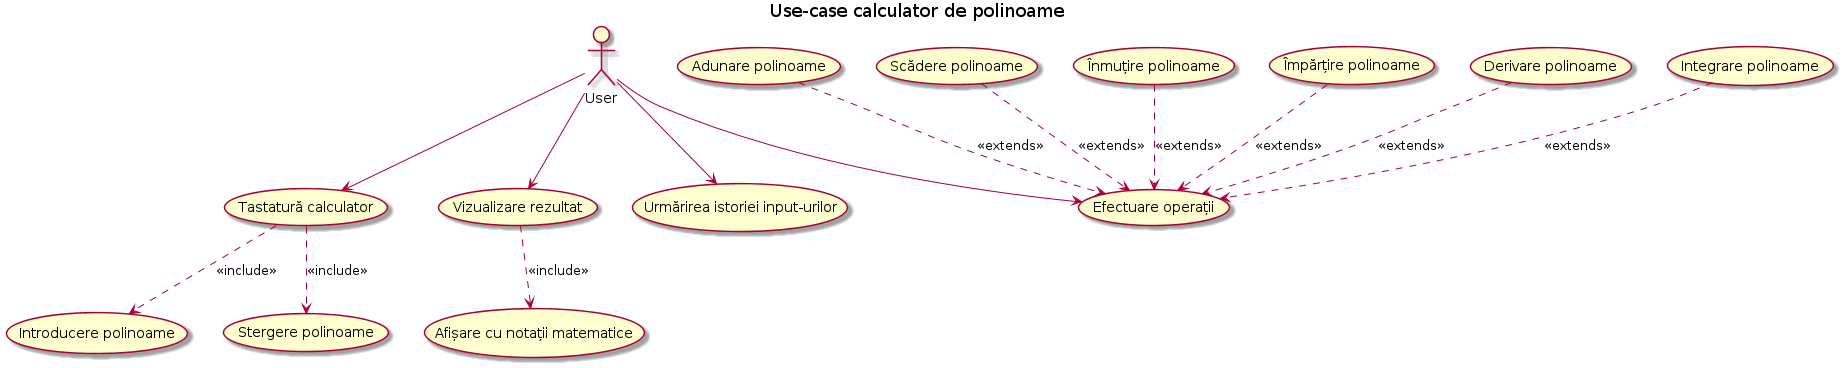 Use-case calculator de polinoame
User
Adunare polinoame
Scădere polinoame
Înmuțire polinoame
Împărțire polinoame
Derivare polinoame
Integrare polinoame
«extends»
«extends»
«extends»
«extends»
«extends»
«extends»
Tastatură calculator
Vizualizare rezultat
Urmărirea istoriei input-urilor
Efectuare operații
«include»
«include»
«include»
Introducere polinoame
Stergere polinoame
Afișare cu notații matematice